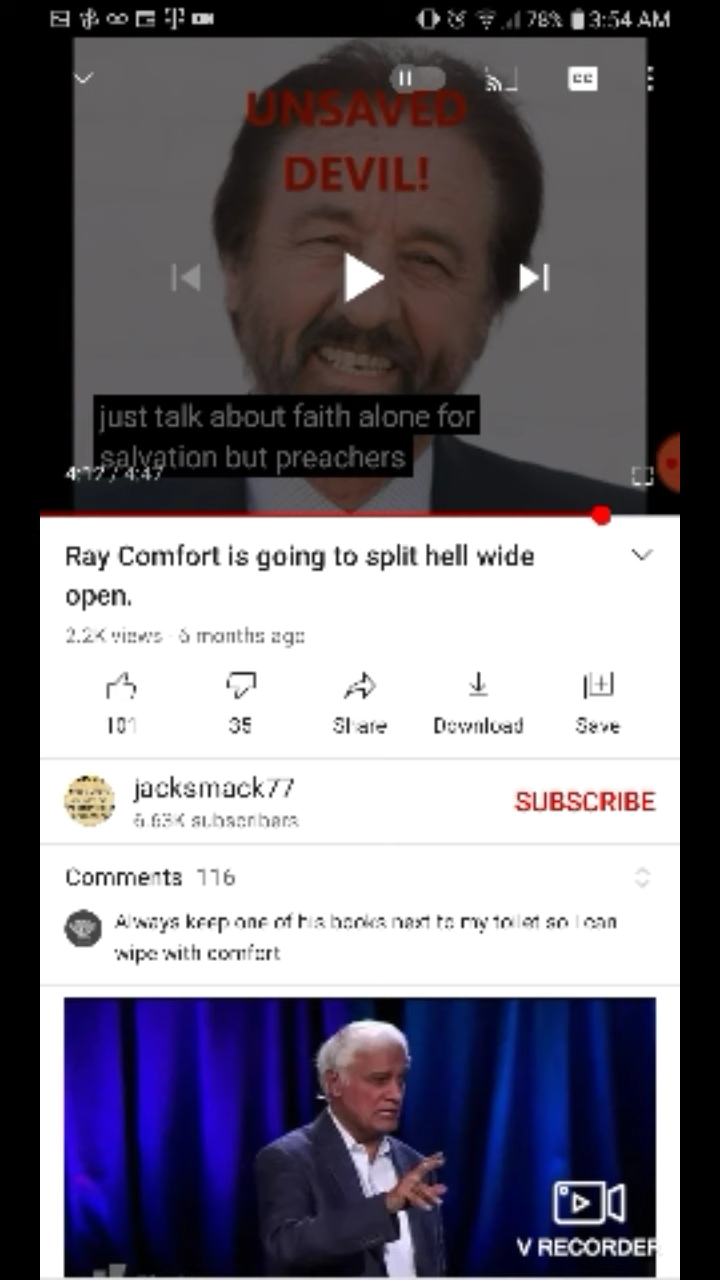 78% 3:54 AM
CC
UNSAVED
DEVIL!
just talk about faith alone for
salvation but preachers
4:12 / 4:47
Ray Comfort is going to split hell wide
open.
2.2K views · 6 months ago
101 35 Share Download Save
jacksmack77
SUBSCRIBE
6.63K subscribers
Comments 116
Always keep one of his books next to my toilet so I can
wipe with comfort
V RECORDER